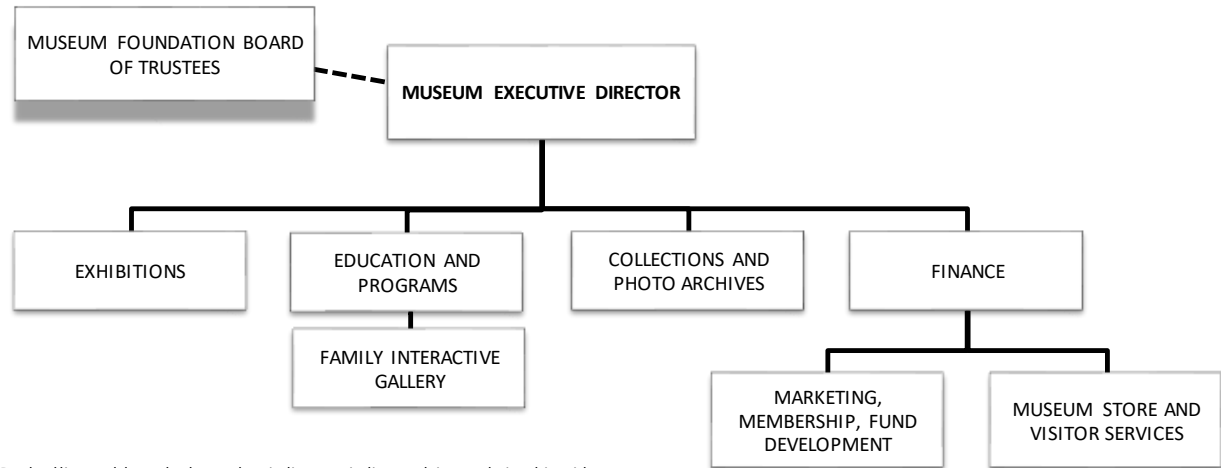 MUSEUM FOUNDATION BOARD
OF TRUSTEES
MUSEUM EXECUTIVE DIRECTOR
EXHIBITIONS
EDUCATION AND
PROGRAMS
COLLECTIONS AND
PHOTO ARCHIVES
FINANCE
FAMILY INTERACTIVE
GALLERY
MARKETING,
MEMBERSHIP, FUND
DEVELOPMENT
MUSEUM STORE AND
VISITOR SERVICES